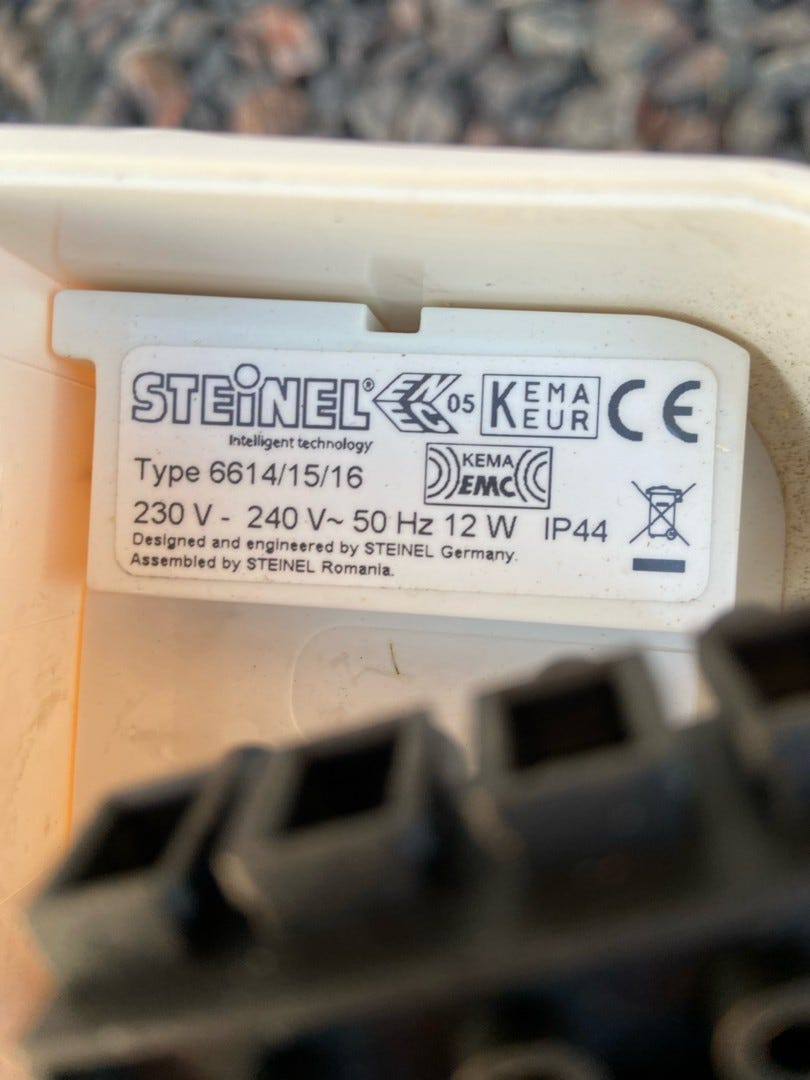 STEINEL® ENEC 05 KEMA KEUR CE
Intelligent technology
KEMA EMC
Type 6614/15/16
230 V - 240 V~ 50 Hz 12 W IP44
Designed and engineered by STEINEL Germany.
Assembled by STEINEL Romania.